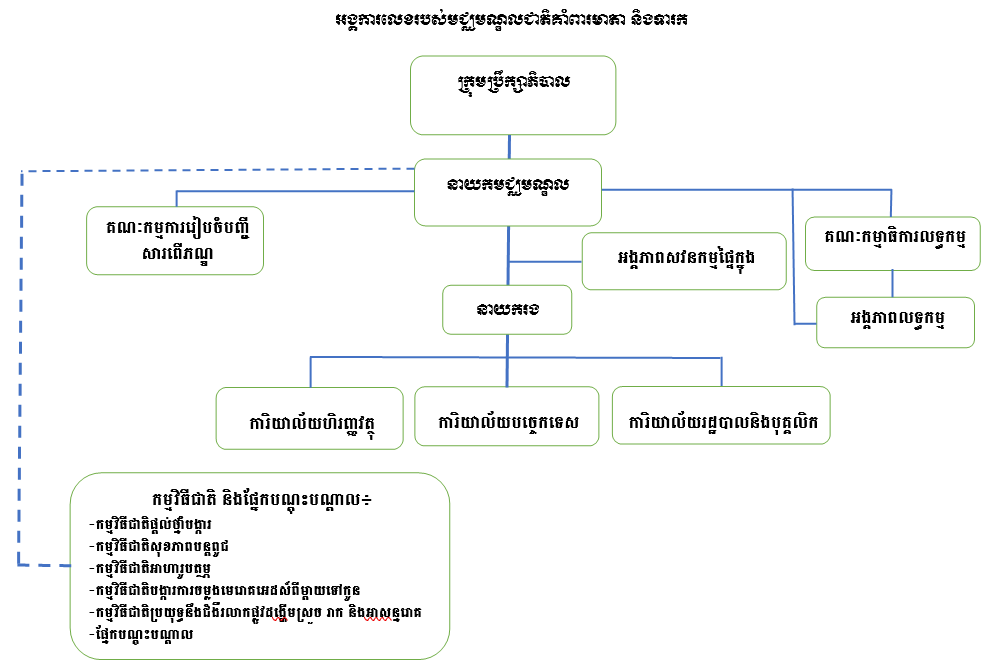 អង្គការលេខរបស់មជ្ឈមណ្ឌលជាតិគាំពារមាតា និងទារក
ក្រុមប្រឹក្សាភិបាល
នាយកមជ្ឈមណ្ឌល
គណៈកម្មការរៀបចំបញ្ជី
សារពើភណ្ឌ
គណៈកម្មាធិការលទ្ធកម្ម
អង្គភាពសវនកម្មផ្ទៃក្នុង
នាយករង
អង្គភាពលទ្ធកម្ម
ការិយាល័យហិរញ្ញវត្ថុ
ការិយាល័យបច្ចេកទេស
ការិយាល័យរដ្ឋបាលនិងបុគ្គលិក
កម្មវិធីជាតិ និងផ្នែកបណ្តុះបណ្តាល៖
-កម្មវិធីជាតិផ្តល់ថ្នាំបង្ការ
-កម្មវិធីជាតិសុខភាពបន្តពូជ
-កម្មវិធីជាតិអាហារូបត្ថម្ភ
-កម្មវិធីជាតិបង្ការការចម្លងមេរោគអេដស៍ពីម្តាយទៅកូន
-កម្មវិធីជាតិប្រយុទ្ធនឹងជំងឺរលាកផ្លូវដង្ហើមស្រួច រាក និងអាសន្នរោគ
-ផ្នែកបណ្តុះបណ្តាល